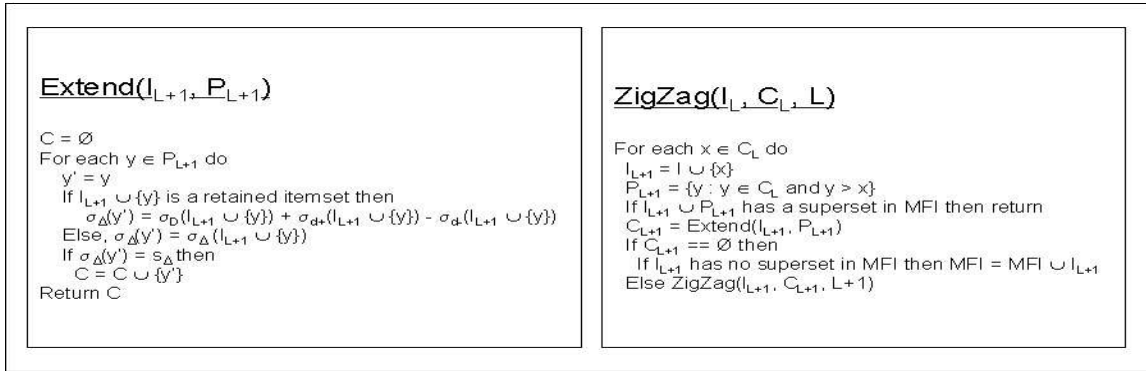 Extend(I_{L+1}, P_{L+1})
C = Ø
For each y ∈ P_{L+1} do
y' = y
If I_{L+1} ∪ {y} is a retained itemset then
σ_Δ(y') = σ_D(I_{L+1} ∪ {y}) + σ_{d+}(I_{L+1} ∪ {y}) - σ_{d-}(I_{L+1} ∪ {y})
Else, σ_Δ(y') = σ_Δ(I_{L+1} ∪ {y})
If σ_Δ(y') = s_Δ then
C = C ∪ {y'}
Return C
ZigZag(I_L, C_L, L)
For each x ∈ C_L do
I_{L+1} = I ∪ {x}
P_{L+1} = {y : y ∈ C_L and y > x}
If I_{L+1} ∪ P_{L+1} has a superset in MFI then return
C_{L+1} = Extend(I_{L+1}, P_{L+1})
If C_{L+1} == Ø then
If I_{L+1} has no superset in MFI then MFI = MFI ∪ I_{L+1}
Else ZigZag(I_{L+1}, C_{L+1}, L+1)